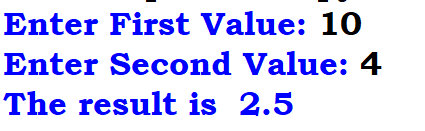 Enter First Value: 10
Enter Second Value: 4
The result is  2.5